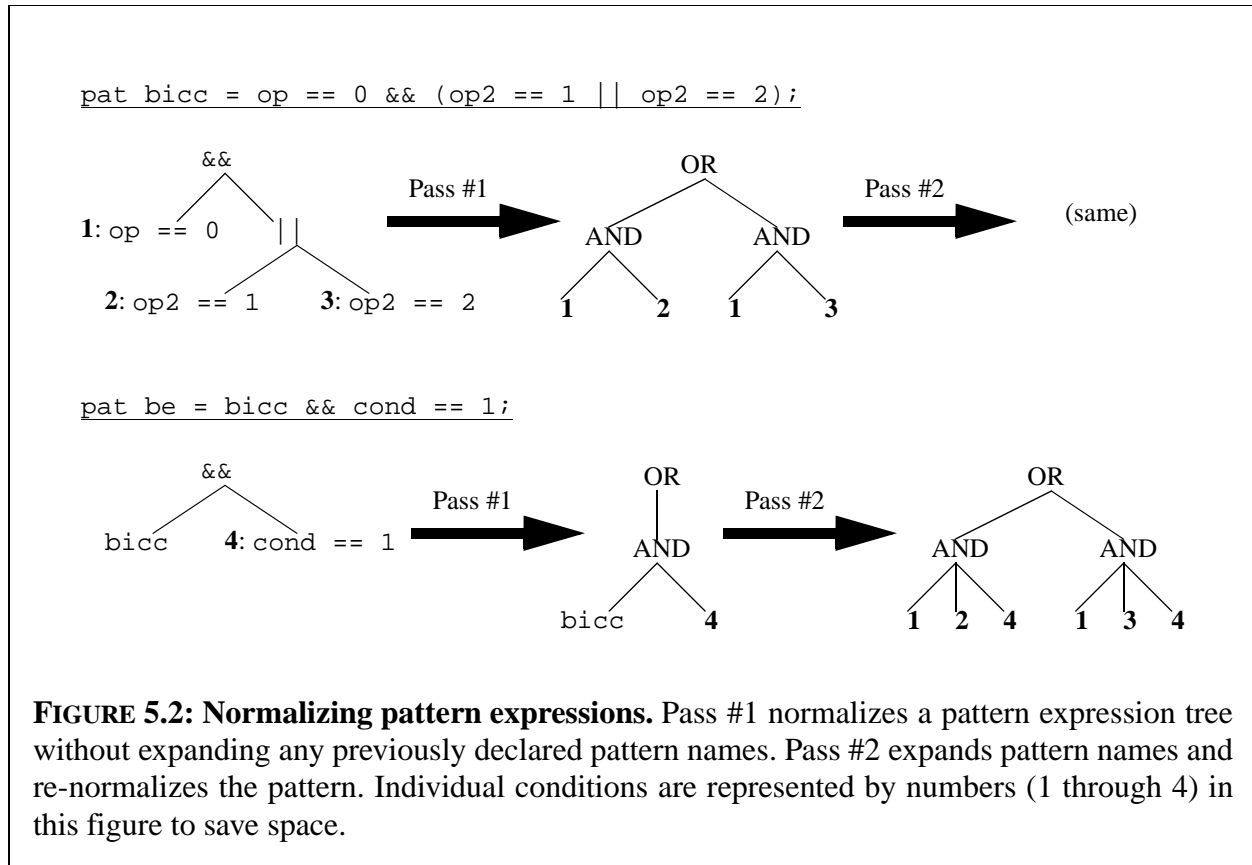 pat bicc = op == 0 && (op2 == 1 || op2 == 2);
&&
1: op == 0 ||
2: op2 == 1 3: op2 == 2
Pass #1
OR
AND AND
1 2 1 3
Pass #2
(same)
pat be = bicc && cond == 1;
&&
bicc 4: cond == 1
Pass #1
OR
AND
bicc 4
Pass #2
OR
AND AND
1 2 4 1 3 4
FIGURE 5.2: Normalizing pattern expressions. Pass #1 normalizes a pattern expression tree
without expanding any previously declared pattern names. Pass #2 expands pattern names and
re-normalizes the pattern. Individual conditions are represented by numbers (1 through 4) in
this figure to save space.